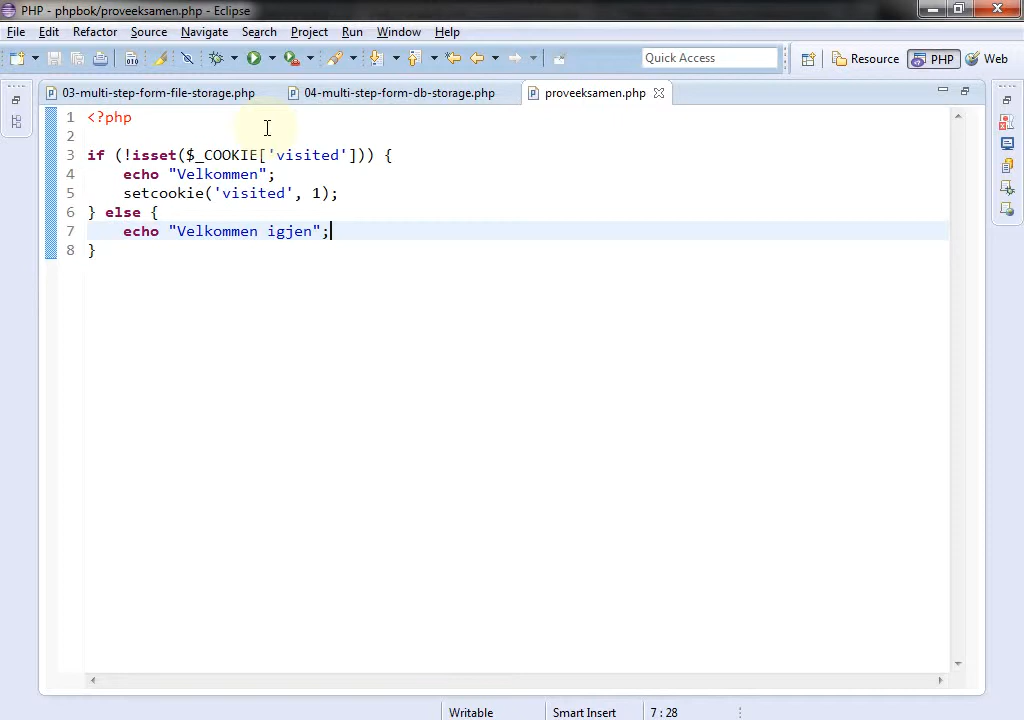 PHP - phpbok/proveeksamen.php - Eclipse
File Edit Refactor Source Navigate Search Project Run Window Help
Quick Access Resource PHP Web
03-multi-step-form-file-storage.php 04-multi-step-form-db-storage.php proveeksamen.php
1 <?php
2
3 if (!isset($_COOKIE['visited'])) {
4 echo "Velkommen";
5 setcookie('visited', 1);
6 } else {
7 echo "Velkommen igjen";
8 }
Writable Smart Insert 7 : 28